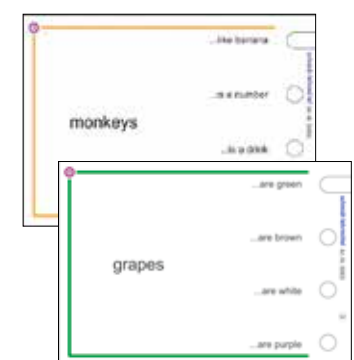 ...like banana
...is a number
monkeys
...is a drink
...are green
...are brown
grapes
...are white
...are purple